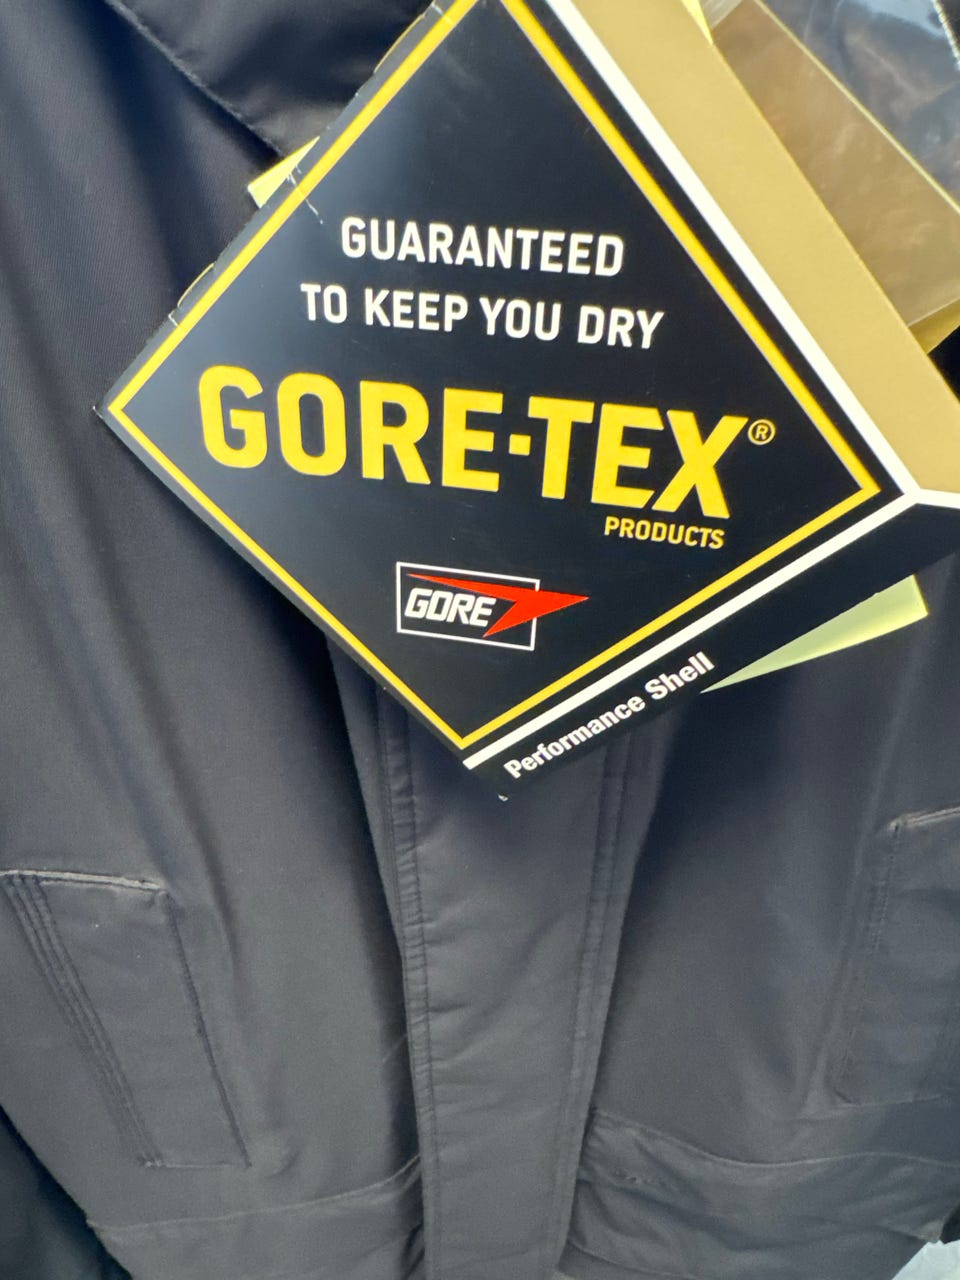 GUARANTEED
TO KEEP YOU DRY
GORE-TEX®
PRODUCTS
GORE
Performance Shell